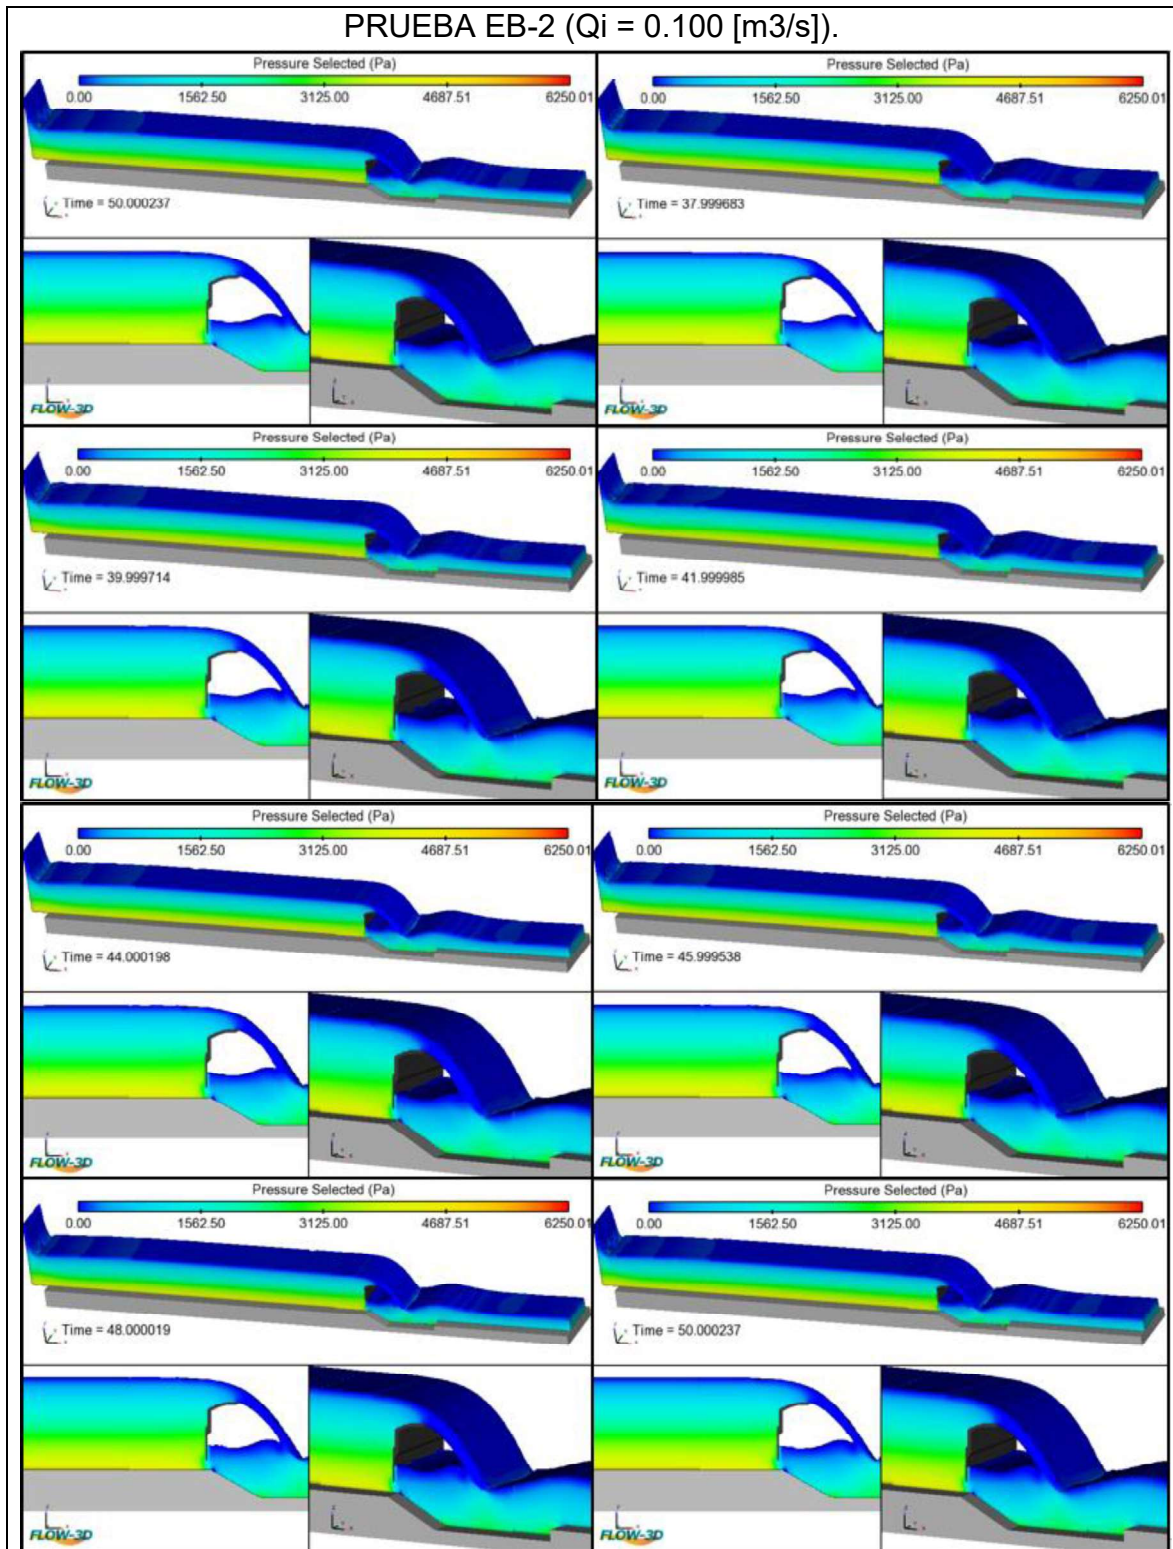 PRUEBA EB-2 (Qi = 0.100 [m3/s]).
Pressure Selected (Pa)
0.00 1562.50 3125.00 4687.51 6250.01
Time = 50.000237
FLOW-3D
Pressure Selected (Pa)
0.00 1562.50 3125.00 4687.51 6250.01
Time = 37.999683
FLOW-3D
Pressure Selected (Pa)
0.00 1562.50 3125.00 4687.51 6250.01
Time = 39.999714
FLOW-3D
Pressure Selected (Pa)
0.00 1562.50 3125.00 4687.51 6250.01
Time = 41.999985
FLOW-3D
Pressure Selected (Pa)
0.00 1562.50 3125.00 4687.51 6250.01
Time = 44.000198
FLOW-3D
Pressure Selected (Pa)
0.00 1562.50 3125.00 4687.51 6250.01
Time = 45.999538
FLOW-3D
Pressure Selected (Pa)
0.00 1562.50 3125.00 4687.51 6250.01
Time = 48.000019
FLOW-3D
Pressure Selected (Pa)
0.00 1562.50 3125.00 4687.51 6250.01
Time = 50.000237
FLOW-3D